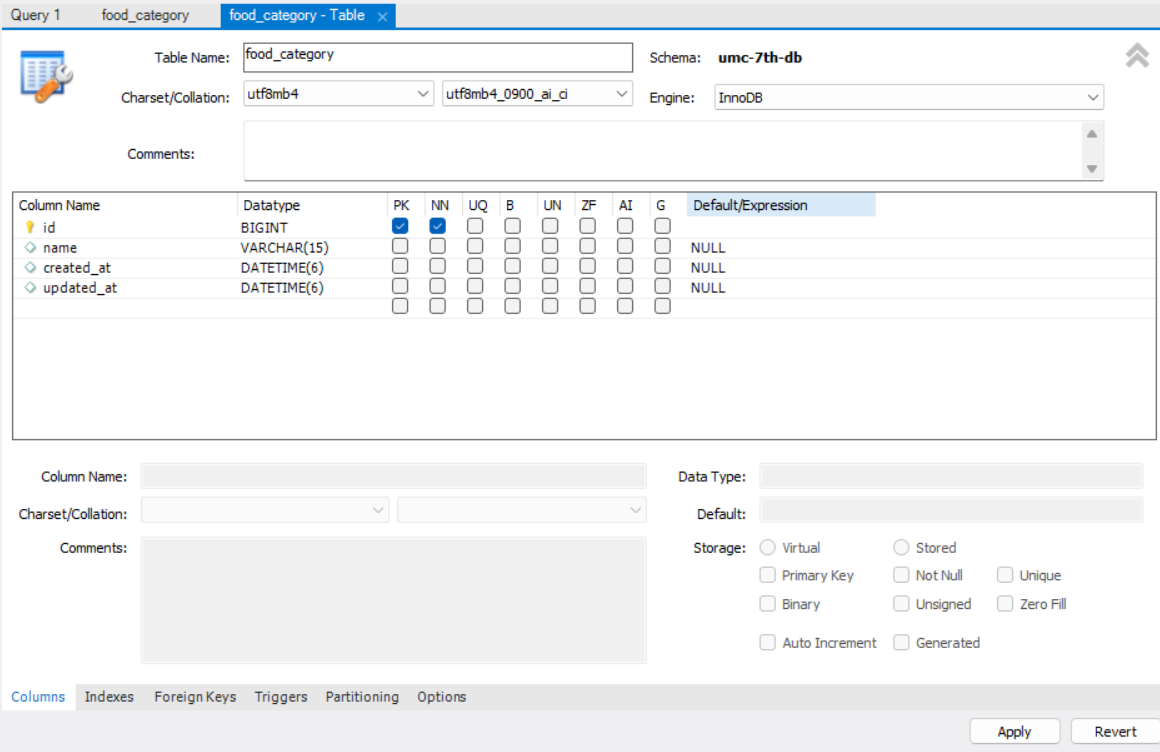 Query 1 food_category food_category - Table ×
Table Name: food_category Schema: umc-7th-db
Charset/Collation: utf8mb4 utf8mb4_0900_ai_ci Engine: InnoDB
Comments:
Column Name Datatype PK NN UQ B UN ZF AI G Default/Expression
id BIGINT
name VARCHAR(15) NULL
created_at DATETIME(6) NULL
updated_at DATETIME(6) NULL
Column Name: Data Type:
Charset/Collation: Default:
Comments: Storage: Virtual Stored
Primary Key Not Null Unique
Binary Unsigned Zero Fill
Auto Increment Generated
Columns Indexes Foreign Keys Triggers Partitioning Options
Apply Revert